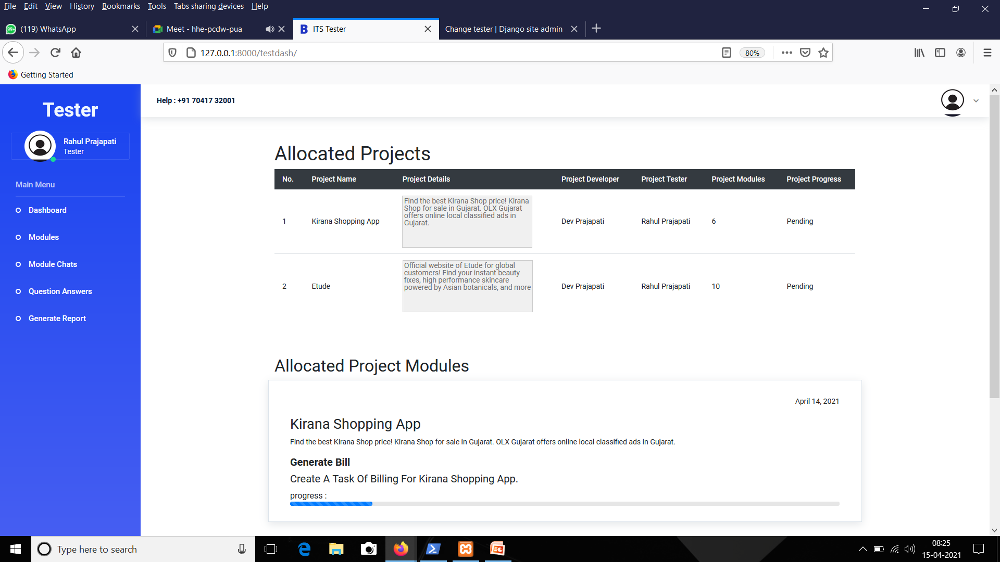 File Edit View History Bookmarks Tools Tabs sharing devices Help
(119) WhatsApp
Meet - hhe-pcdw-pua
ITS Tester
Change tester | Django site admin
127.0.0.1:8000/testdash/
80%
Getting Started
Tester
Rahul Prajapati
Tester
Main Menu
Dashboard
Modules
Module Chats
Question Answers
Generate Report
Help : +91 70417 32001
Allocated Projects
No. Project Name Project Details Project Developer Project Tester Project Modules Project Progress
1 Kirana Shopping App
Find the best Kirana Shop price! Kirana
Shop for sale in Gujarat. OLX Gujarat
offers online local classified ads in
Gujarat.
Dev Prajapati Rahul Prajapati 6 Pending
2 Etude
Official website of Etude for global
customers! Find your instant beauty
fixes, high performance skincare
powered by Asian botanicals, and more
Dev Prajapati Rahul Prajapati 10 Pending
Allocated Project Modules
April 14, 2021
Kirana Shopping App
Find the best Kirana Shop price! Kirana Shop for sale in Gujarat. OLX Gujarat offers online local classified ads in Gujarat.
Generate Bill
Create A Task Of Billing For Kirana Shopping App.
progress :
Type here to search
08:25
15-04-2021